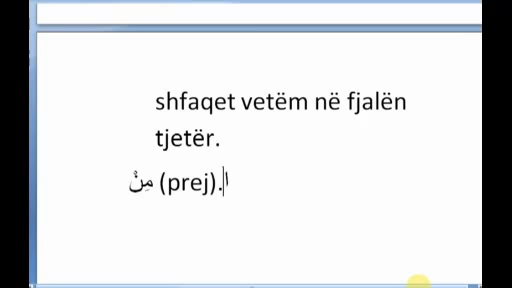 shfaqet vetëm në fjalën
tjetër.
مِنْ (prej).ا